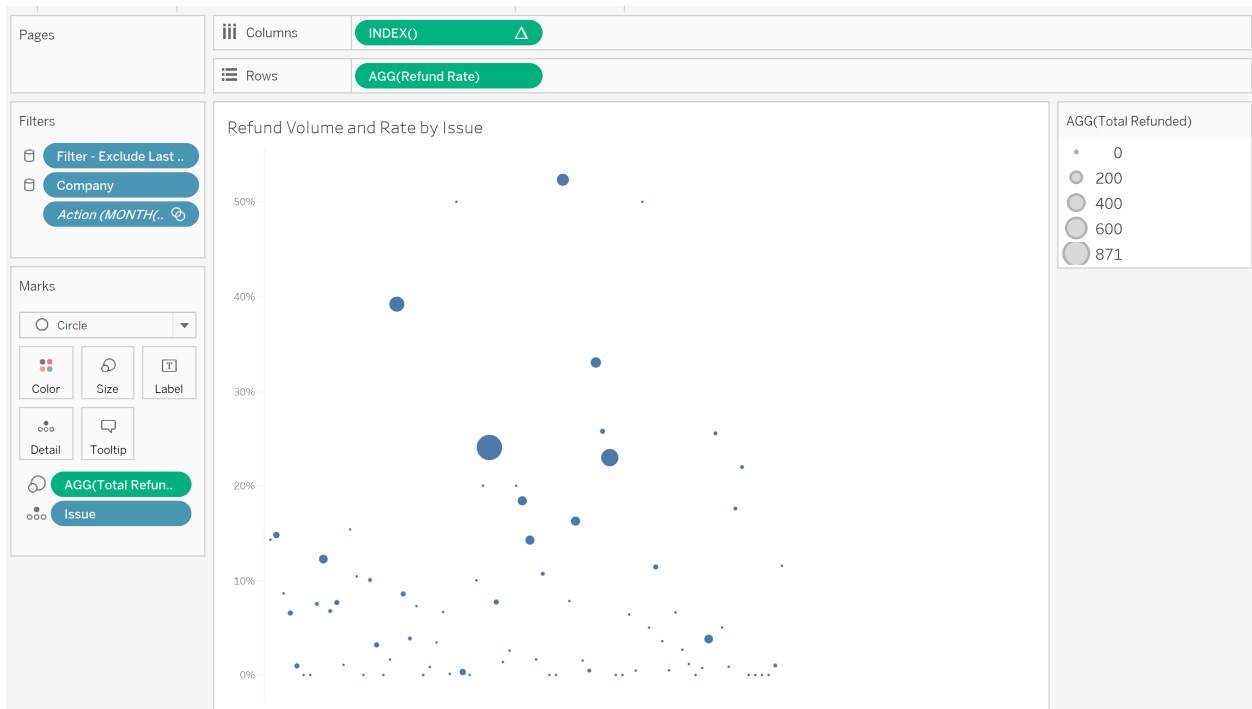 Pages
Columns
INDEX()
Rows
AGG(Refund Rate)
Filters
Filter - Exclude Last ..
Company
Action (MONTH(..
Marks
Circle
Color
Size
Label
Detail
Tooltip
AGG(Total Refun..
Issue
Refund Volume and Rate by Issue
50%
40%
30%
20%
10%
0%
AGG(Total Refunded)
0
200
400
600
871